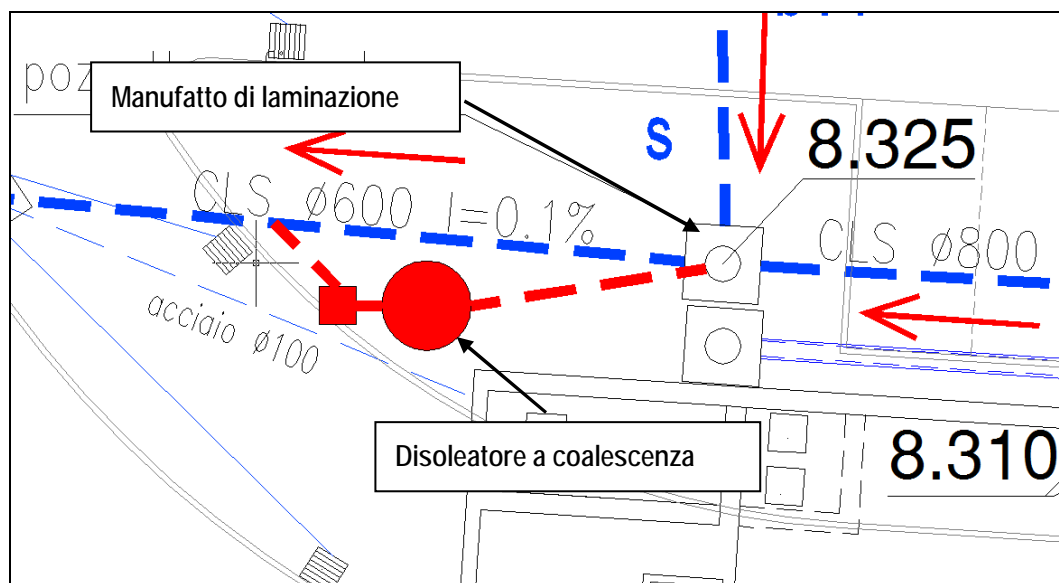 poz
Manufatto di laminazione
S
8.325
CLS ø600 I=0.1%
CLS ø800
acciaio ø100
Disoleatore a coalescenza
8.310